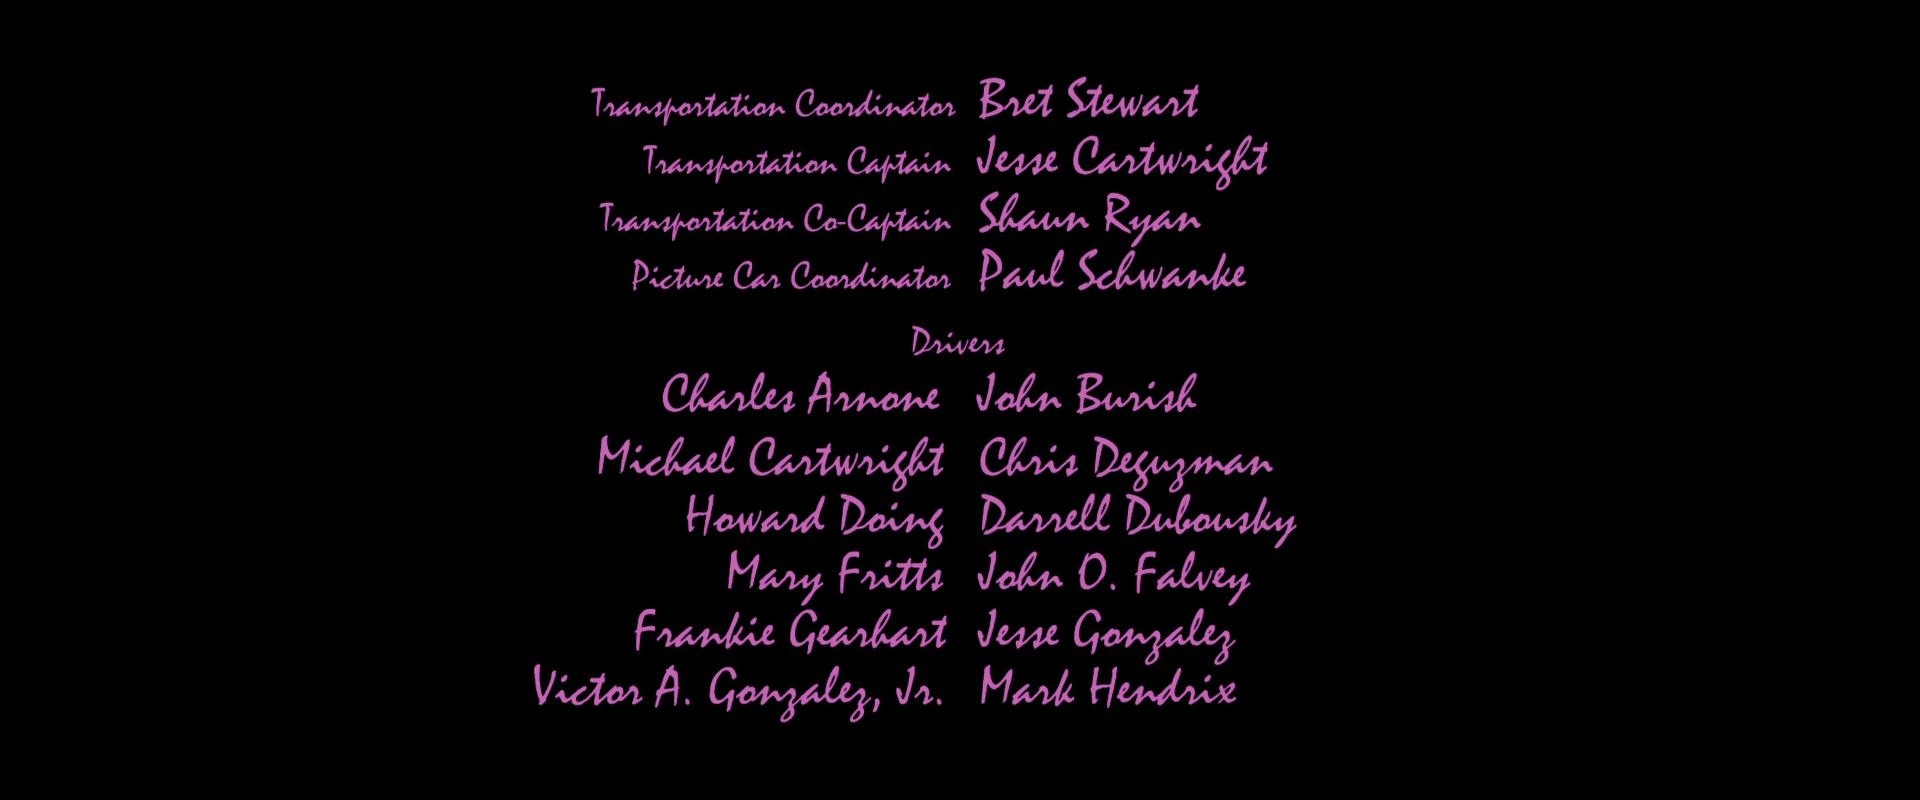 Transportation Coordinator Bret Stewart
Transportation Captain Jesse Cartwright
Transportation Co-Captain Shaun Ryan
Picture Car Coordinator Paul Schwanke
Drivers
Charles Arnone John Burish
Michael Cartwright Chris Deguzman
Howard Doing Darrell Dubousky
Mary Fritts John O. Falvey
Frankie Gearhart Jesse Gonzalez
Victor A. Gonzalez, Jr. Mark Hendrix